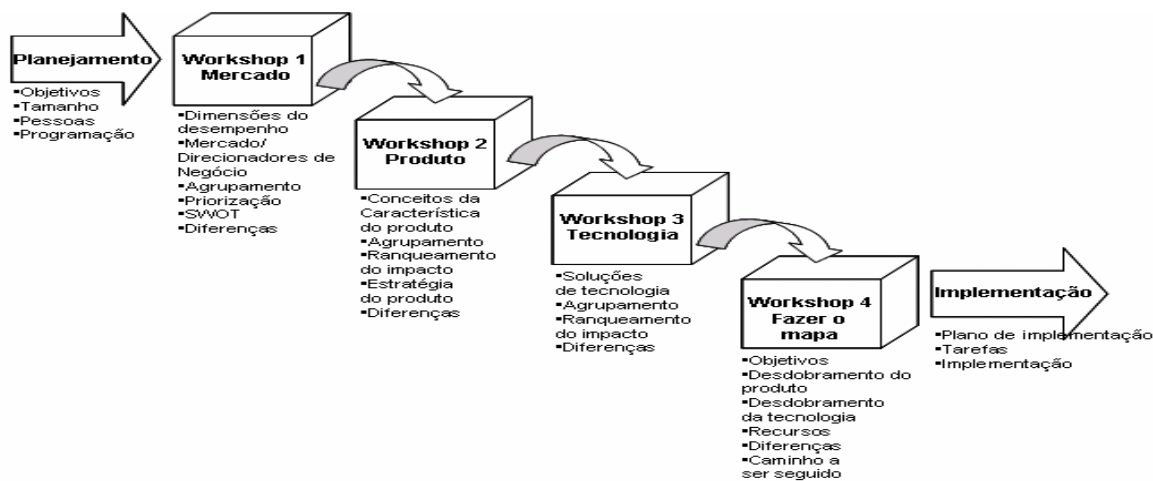 Planejamento
▪Objetivos
▪Tamanho
▪Pessoas
▪Programação
Workshop 1
Mercado
▪Dimensões do
desempenho
▪Mercado/
Direcionadores de
Negócio
▪Agrupamento
▪Priorização
▪SWOT
▪Diferenças
Workshop 2
Produto
▪Conceitos da
Característica
do produto
▪Agrupamento
▪Ranqueamento
do impacto
▪Estratégia
do produto
▪Diferenças
Workshop 3
Tecnologia
▪Soluções
de tecnologia
▪Agrupamento
▪Ranqueamento
do impacto
▪Diferenças
Workshop 4
Fazer o
mapa
▪Objetivos
▪Desdobramento do
produto
▪Desdobramento
da tecnologia
▪Recursos
▪Diferenças
▪Caminho a
ser seguido
Implementação
▪Plano de implementação
▪Tarefas
▪Implementação